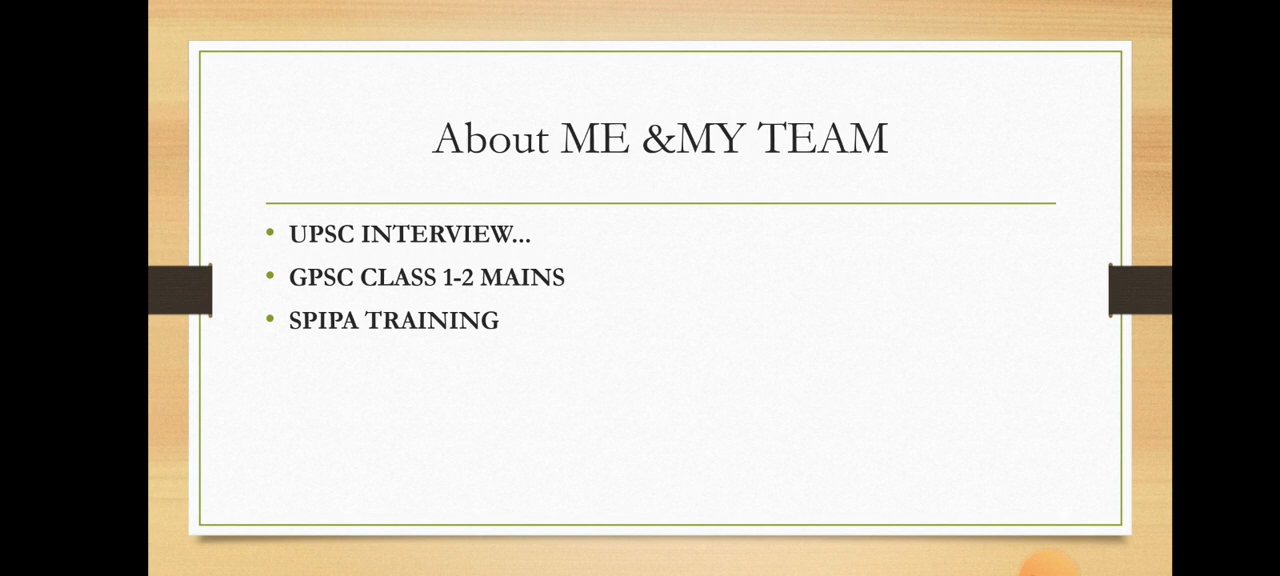 About ME &MY TEAM
• UPSC INTERVIEW...
• GPSC CLASS 1-2 MAINS
• SPIPA TRAINING